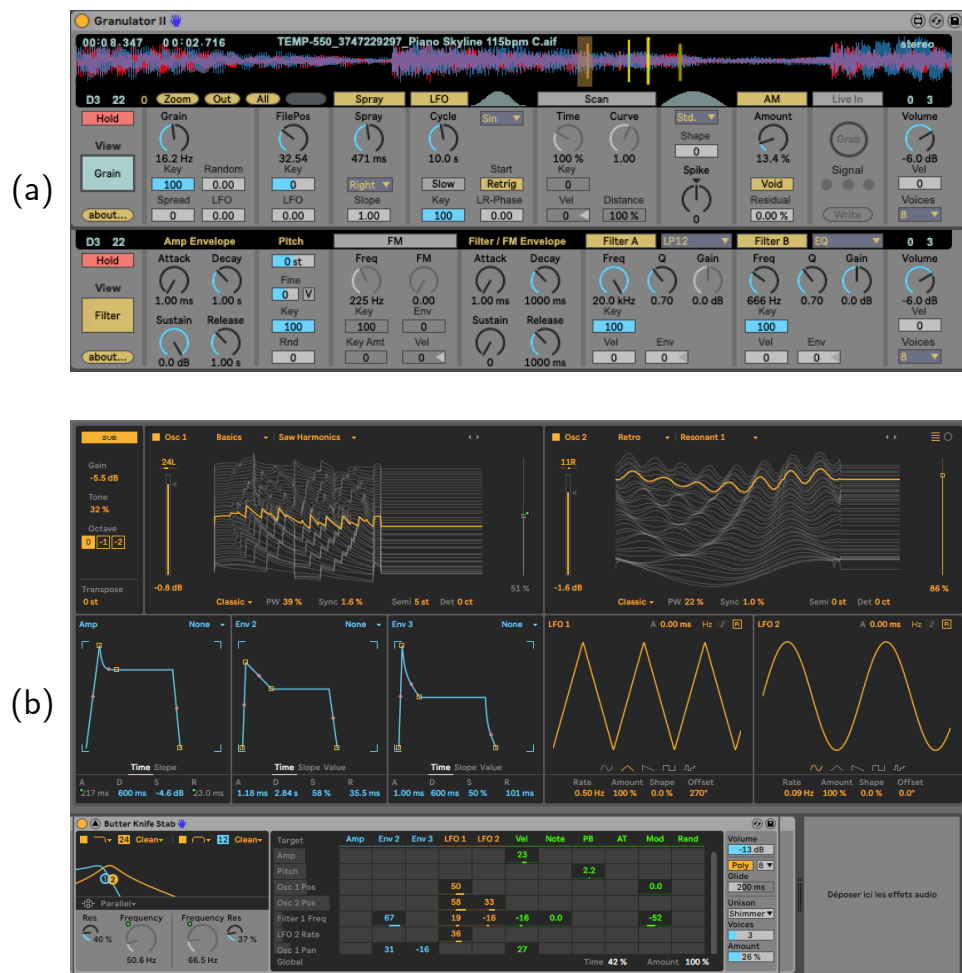 (a)
Granulator II
00:08.347 00:02.716 TEMP-550_3747229297_Piano Skyline 115bpm C.aif stereo
D3 22 0 Zoom Out All Spray LFO Scan AM Live In 0 3
Hold Grain FilePos Spray Cycle Sin Time Curve Std. Amount Grab Volume
View 16.2 Hz 32.54 471 ms 10.0 s 100 % 1.00 Shape 0 13.4 % Signal -6.0 dB
Grain Key Random Key Right Slow Start Retrig Key Spike Void Vel
100 0.00 0 Slope Key LR-Phase 0 Residual 0
about... Spread LFO LFO 1.00 100 0.00 Vel Distance 0 0.00 % Write Voices
0 0.00 0.00 0 100 % 8
D3 22 Amp Envelope Pitch FM Filter / FM Envelope Filter A LP12 Filter B EQ 0 3
Hold Attack Decay 0 st Freq FM Attack Decay Freq Q Gain Freq Q Gain Volume
View 1.00 ms 1.00 s Fine 0 V 225 Hz 0.00 1.00 ms 1000 ms 20.0 kHz 0.70 0.0 dB 666 Hz 0.70 0.0 dB -6.0 dB
Filter Sustain Release Key 100 Key 100 Env 0 Sustain Release Key 100 Key 100 Vel 0
about... 0.0 dB 1.00 s Rnd 0 Key Amt 0 Vel 0 0 1000 ms Vel 0 Env 0 Vel 0 Env 0 Voices 8
(b)
SUB Osc 1 Basics Saw Harmonics Osc 2 Retro Resonant 1
Gain 24L 11R
-5.5 dB
Tone
32 %
Octave
0 -1 -2
Transpose -0.8 dB 51 % -1.6 dB 86 %
0 st Classic PW 39 % Sync 1.6 % Semi 5 st Det 0 ct Classic PW 22 % Sync 1.0 % Semi 0 st Det 0 ct
Amp None Env 2 None Env 3 None LFO 1 A 0.00 ms Hz R LFO 2 A 0.00 ms Hz R
Time Slope Time Slope Value Time Slope Value
A D S R A D S R A D S R Rate Amount Shape Offset Rate Amount Shape Offset
217 ms 600 ms -4.6 dB 23.0 ms 1.18 ms 2.84 s 58 % 35.5 ms 1.00 ms 600 ms 50 % 101 ms 0.50 Hz 100 % 0.0 % 270° 0.09 Hz 100 % 0.0 % 0.0°
Butter Knife Stab
24 Clean 12 Clean Target Amp Env 2 Env 3 LFO 1 LFO 2 Vel Note PB AT Mod Rand Volume
Amp 23 -13 dB
Pitch 2.2 Poly 8
1 2 Osc 1 Pos 50 0.0 Glide 200 ms
Parallel Osc 2 Pos 58 33 Unison
Res Frequency Frequency Res Filter 1 Freq 67 19 -16 -16 0.0 -52 Shimmer
40 % 37 % LFO 2 Rate 36 Voices 3
50.6 Hz 66.5 Hz Osc 1 Pan 31 -16 27 Amount
Global Time 42 % Amount 100 % 26 %
Déposer ici les effets audio